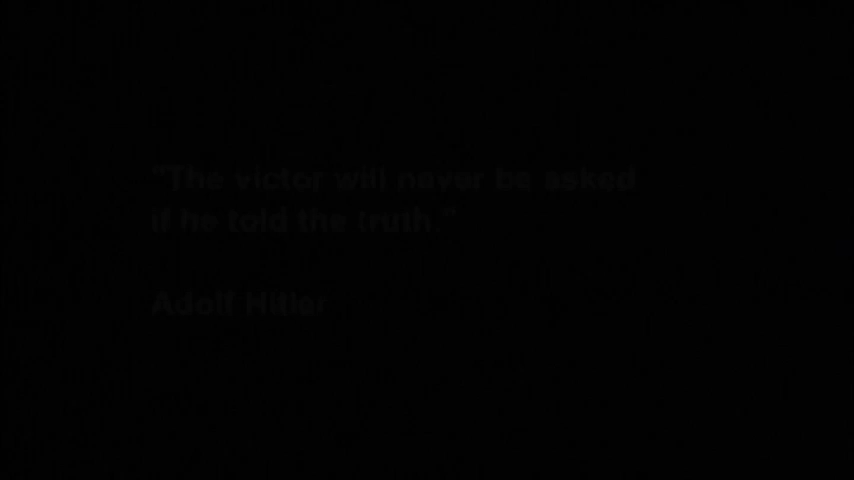 "The victor will never be asked
if he told the truth."
Adolf Hitler